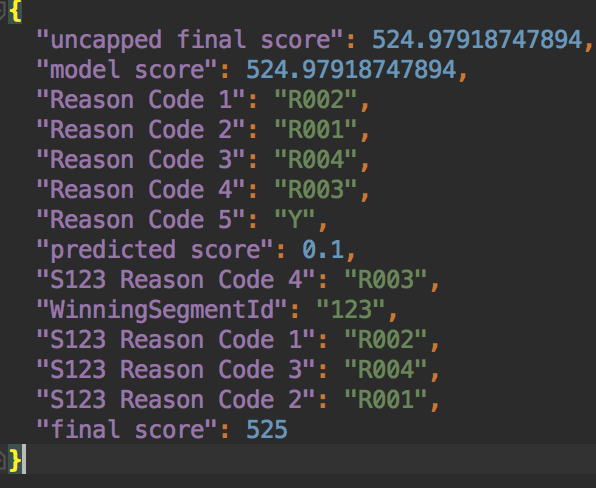 {
"uncapped final score": 524.97918747894,
"model score": 524.97918747894,
"Reason Code 1": "R002",
"Reason Code 2": "R001",
"Reason Code 3": "R004",
"Reason Code 4": "R003",
"Reason Code 5": "Y",
"predicted score": 0.1,
"S123 Reason Code 4": "R003",
"WinningSegmentId": "123",
"S123 Reason Code 1": "R002",
"S123 Reason Code 3": "R004",
"S123 Reason Code 2": "R001",
"final score": 525
}